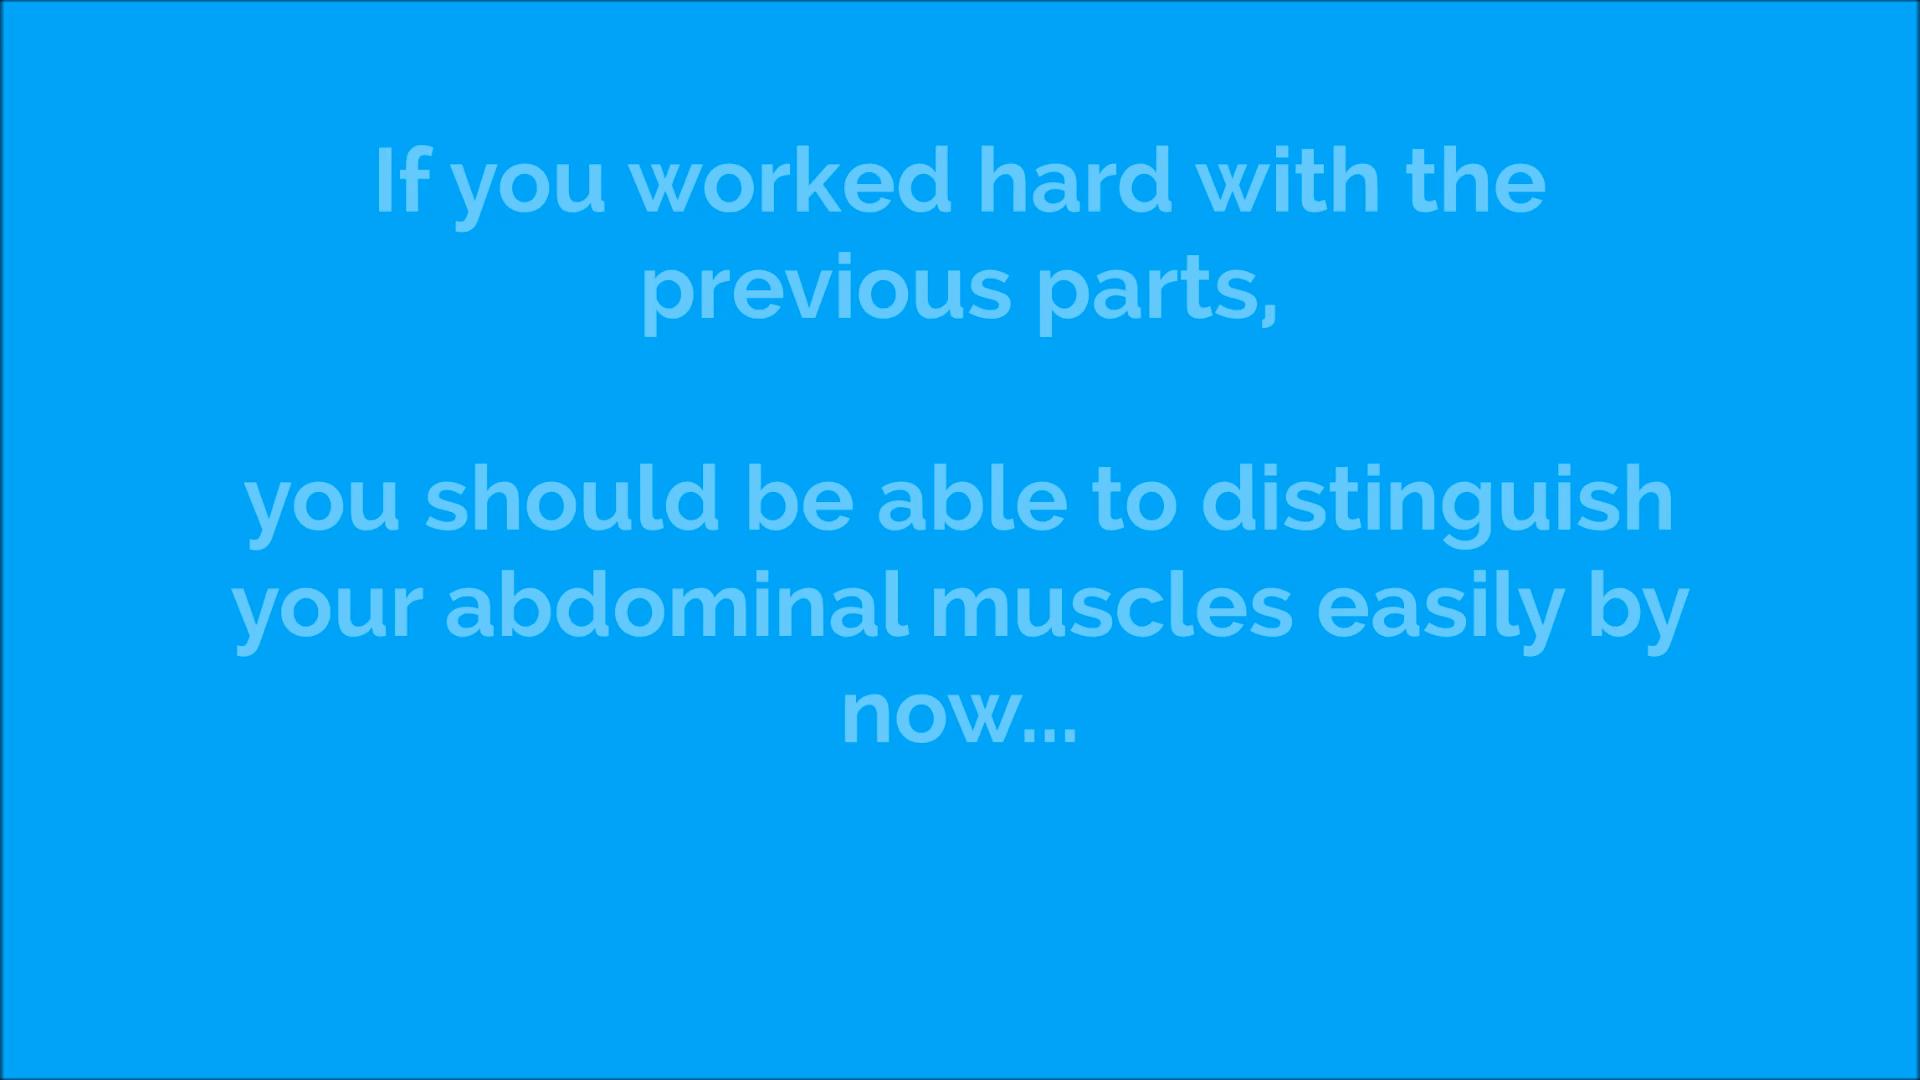 If you worked hard with the
previous parts,
you should be able to distinguish
your abdominal muscles easily by
now...